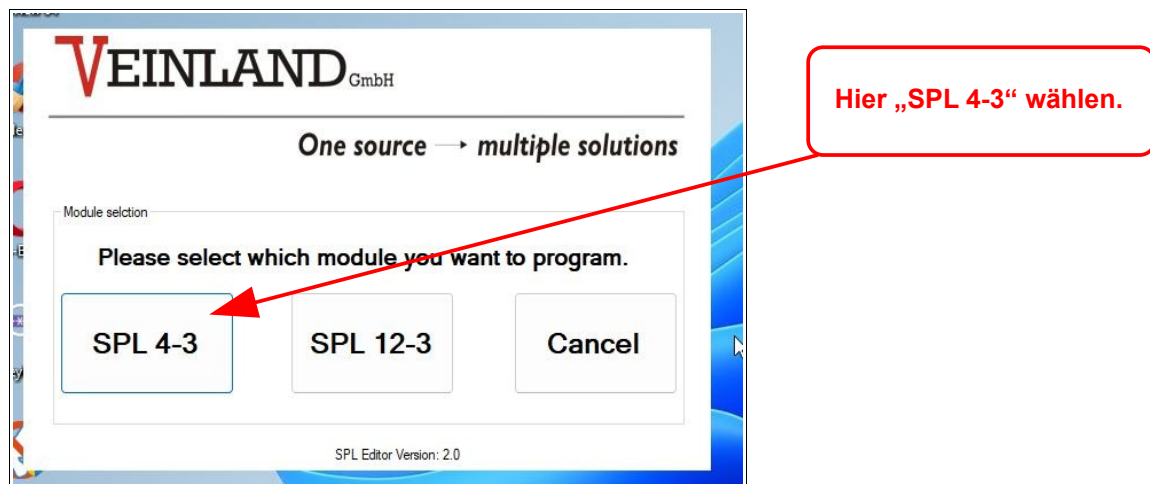 VEINLAND GmbH
One source → multiple solutions
Hier „SPL 4-3“ wählen.
Module selction
Please select which module you want to program.
SPL 4-3
SPL 12-3
Cancel
SPL Editor Version: 2.0